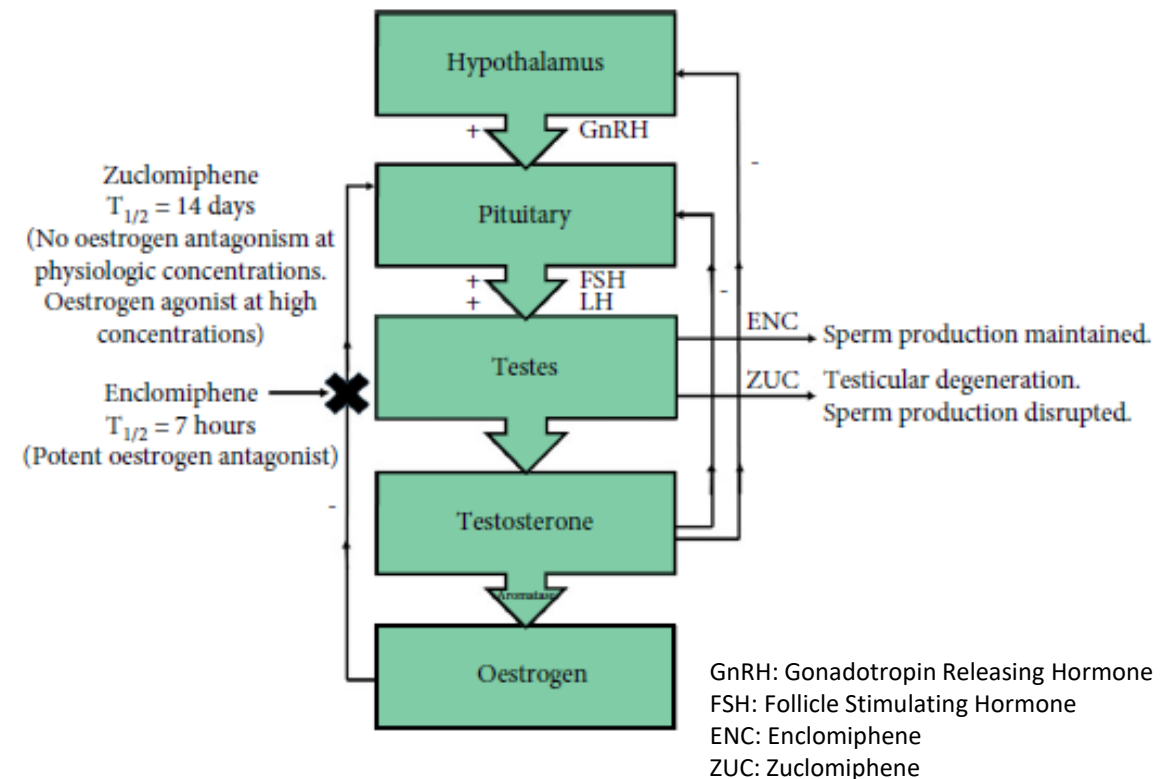 Hypothalamus
+
GnRH
-
Zuclomiphene
T1/2 = 14 days
(No oestrogen antagonism at
physiologic concentrations.
Oestrogen agonist at high
concentrations)
Pituitary
+
+
FSH
LH
-
Enclomiphene
T1/2 = 7 hours
(Potent oestrogen antagonist)
-
Testes
ENC
Sperm production maintained.
ZUC
Testicular degeneration.
Sperm production disrupted.
Testosterone
Aromatase
Oestrogen
GnRH: Gonadotropin Releasing Hormone
FSH: Follicle Stimulating Hormone
ENC: Enclomiphene
ZUC: Zuclomiphene